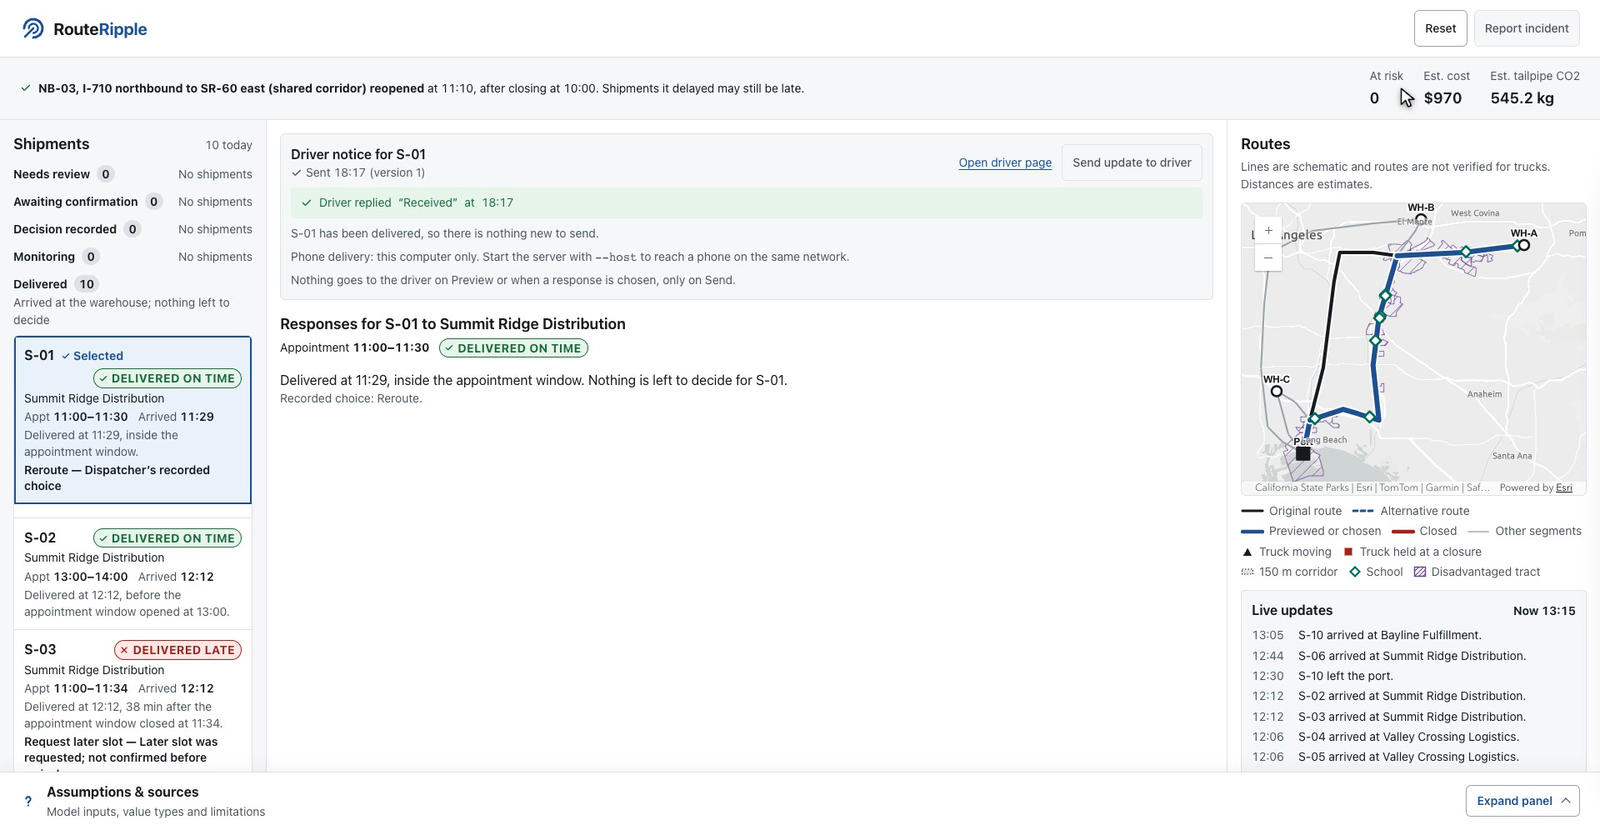 RouteRipple
Reset
Report incident
NB-03, I-710 northbound to SR-60 east (shared corridor) reopened at 11:10, after closing at 10:00. Shipments it delayed may still be late.
At risk
0
Est. cost
$970
Est. tailpipe CO2
545.2 kg
Shipments
10 today
Needs review 0 No shipments
Awaiting confirmation 0 No shipments
Decision recorded 0 No shipments
Monitoring 0 No shipments
Delivered 10
Arrived at the warehouse; nothing left to
decide
S-01 ✓ Selected
✓ DELIVERED ON TIME
Summit Ridge Distribution
Appt 11:00–11:30 Arrived 11:29
Delivered at 11:29, inside the
appointment window.
Reroute — Dispatcher’s recorded
choice
S-02 ✓ DELIVERED ON TIME
Summit Ridge Distribution
Appt 13:00–14:00 Arrived 12:12
Delivered at 12:12, before the
appointment window opened at 13:00.
S-03 × DELIVERED LATE
Summit Ridge Distribution
Appt 11:00–11:34 Arrived 12:12
Delivered at 12:12, 38 min after the
appointment window closed at 11:34.
Request later slot — Later slot was
requested; not confirmed before
Driver notice for S-01
✓ Sent 18:17 (version 1)
Open driver page
Send update to driver
✓ Driver replied “Received” at 18:17
S-01 has been delivered, so there is nothing new to send.
Phone delivery: this computer only. Start the server with --host to reach a phone on the same network.
Nothing goes to the driver on Preview or when a response is chosen, only on Send.
Responses for S-01 to Summit Ridge Distribution
Appointment 11:00–11:30 ✓ DELIVERED ON TIME
Delivered at 11:29, inside the appointment window. Nothing is left to decide for S-01.
Recorded choice: Reroute.
Routes
Lines are schematic and routes are not verified for trucks.
Distances are estimates.
WH-B
El Monte
West Covina
WH-A
Pom
+
−
WH-C
Anaheim
Beach
Santa Ana
California State Parks | Esri | TomTom | Garmin | Saf... Powered by Esri
Original route
Alternative route
Previewed or chosen
Closed
Other segments
Truck moving
Truck held at a closure
150 m corridor
School
Disadvantaged tract
Live updates
Now 13:15
13:05 S-10 arrived at Bayline Fulfillment.
12:44 S-06 arrived at Summit Ridge Distribution.
12:30 S-10 left the port.
12:12 S-02 arrived at Summit Ridge Distribution.
12:12 S-03 arrived at Summit Ridge Distribution.
12:06 S-04 arrived at Valley Crossing Logistics.
12:06 S-05 arrived at Valley Crossing Logistics.
? Assumptions & sources
Model inputs, value types and limitations
Expand panel